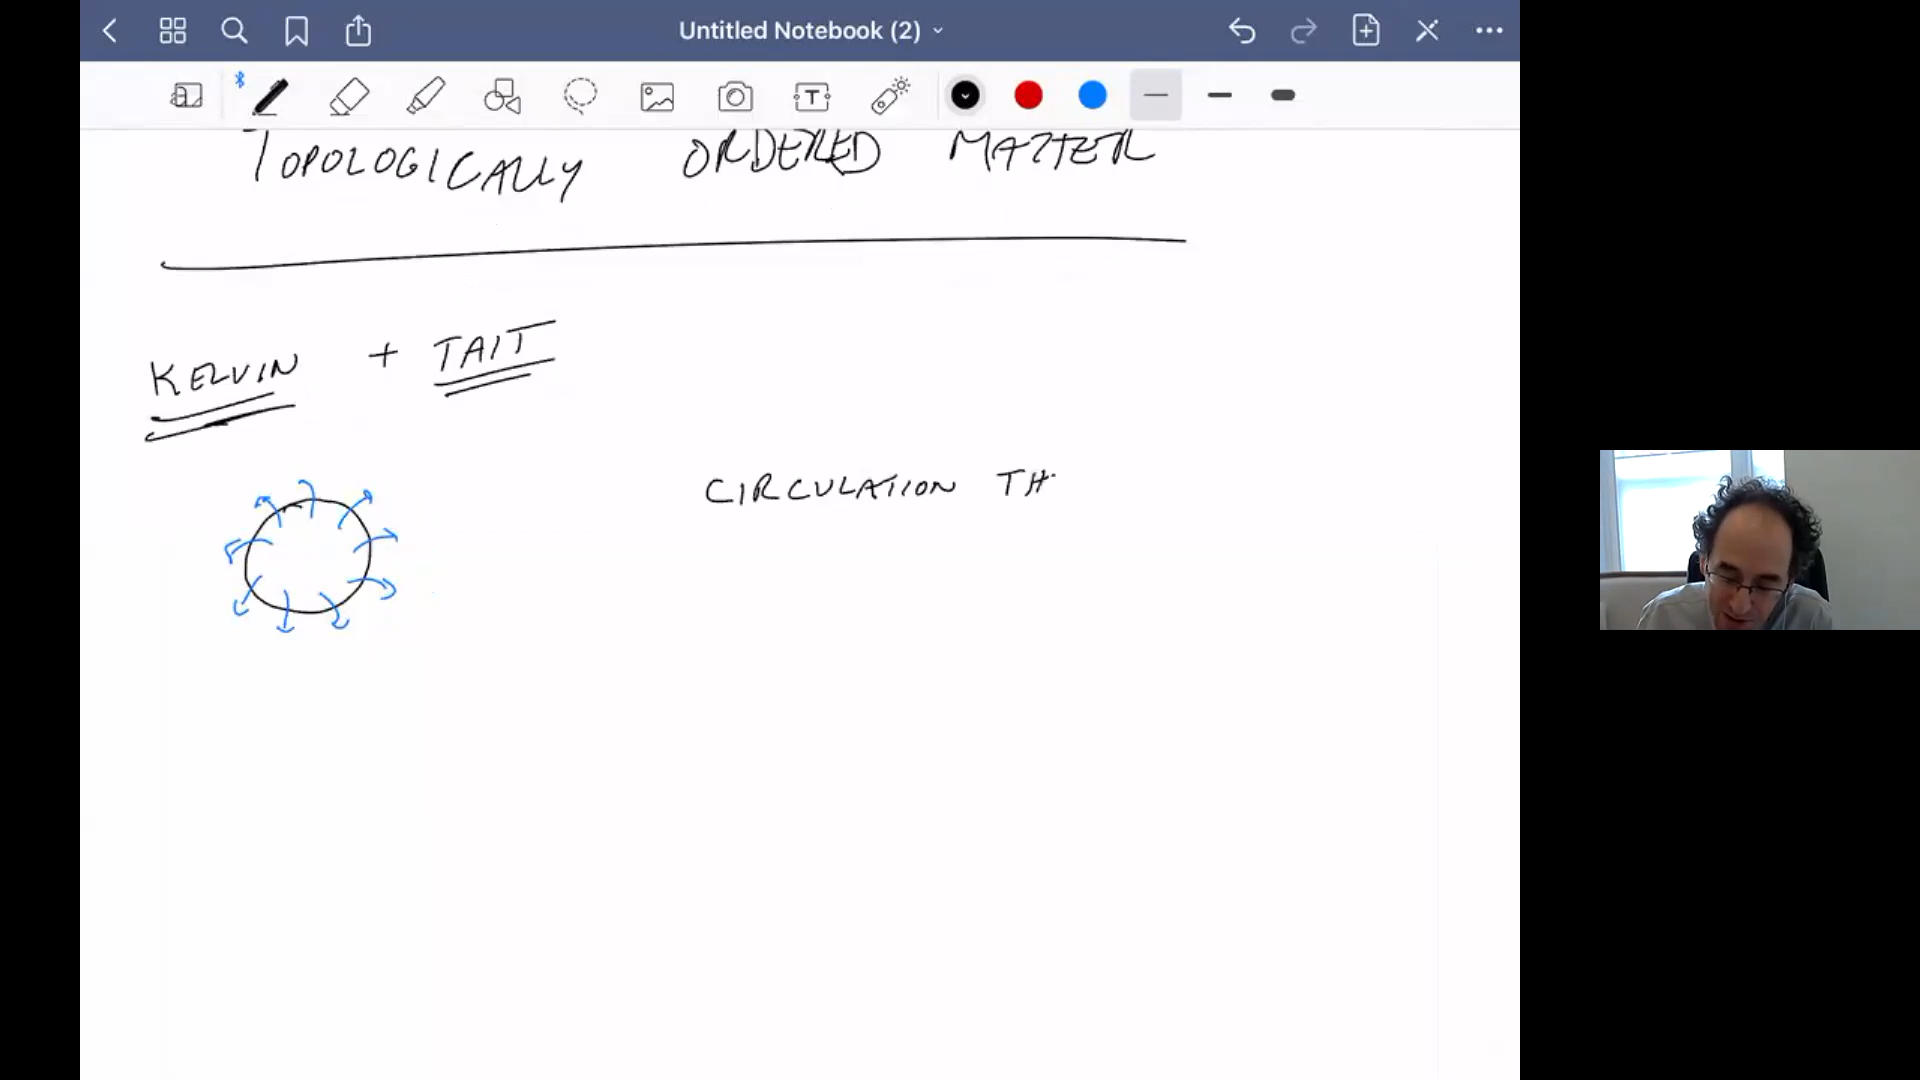 Untitled Notebook (2)
T
TOPOLOGICALLY ORDERED MATTER
KELVIN + TAIT
CIRCULATION TH